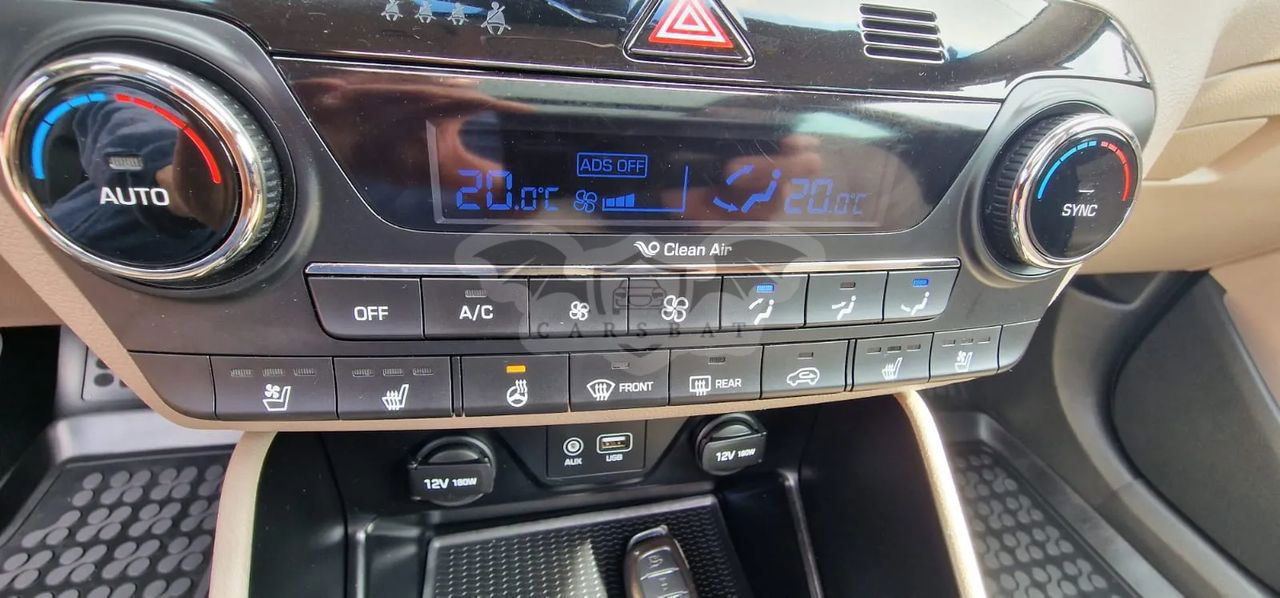 ADS OFF
20.0°C
20.0°C
AUTO
SYNC
Clean Air
OFF
A/C
CARSBAT
FRONT
REAR
12V 180W
AUX
USB
12V 180W